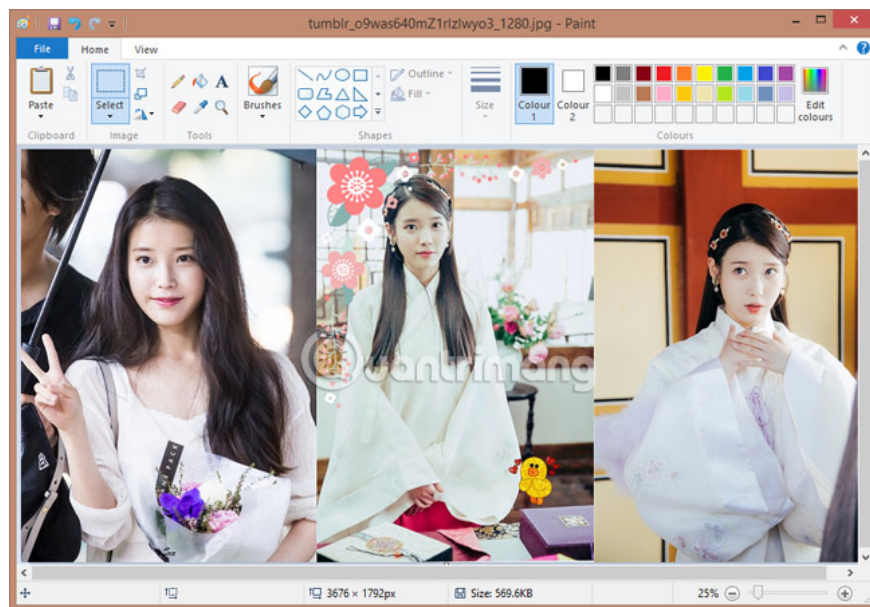 tumblr_o9was640mZ1rlzlwyo3_1280.jpg - Paint
File Home View
Paste
Select
Brushes
Outline
Fill
Size
Colour 1
Colour 2
Edit colours
Clipboard
Image
Tools
Shapes
Colours
Quantrimang
3676 × 1792px
Size: 569.6KB
25%